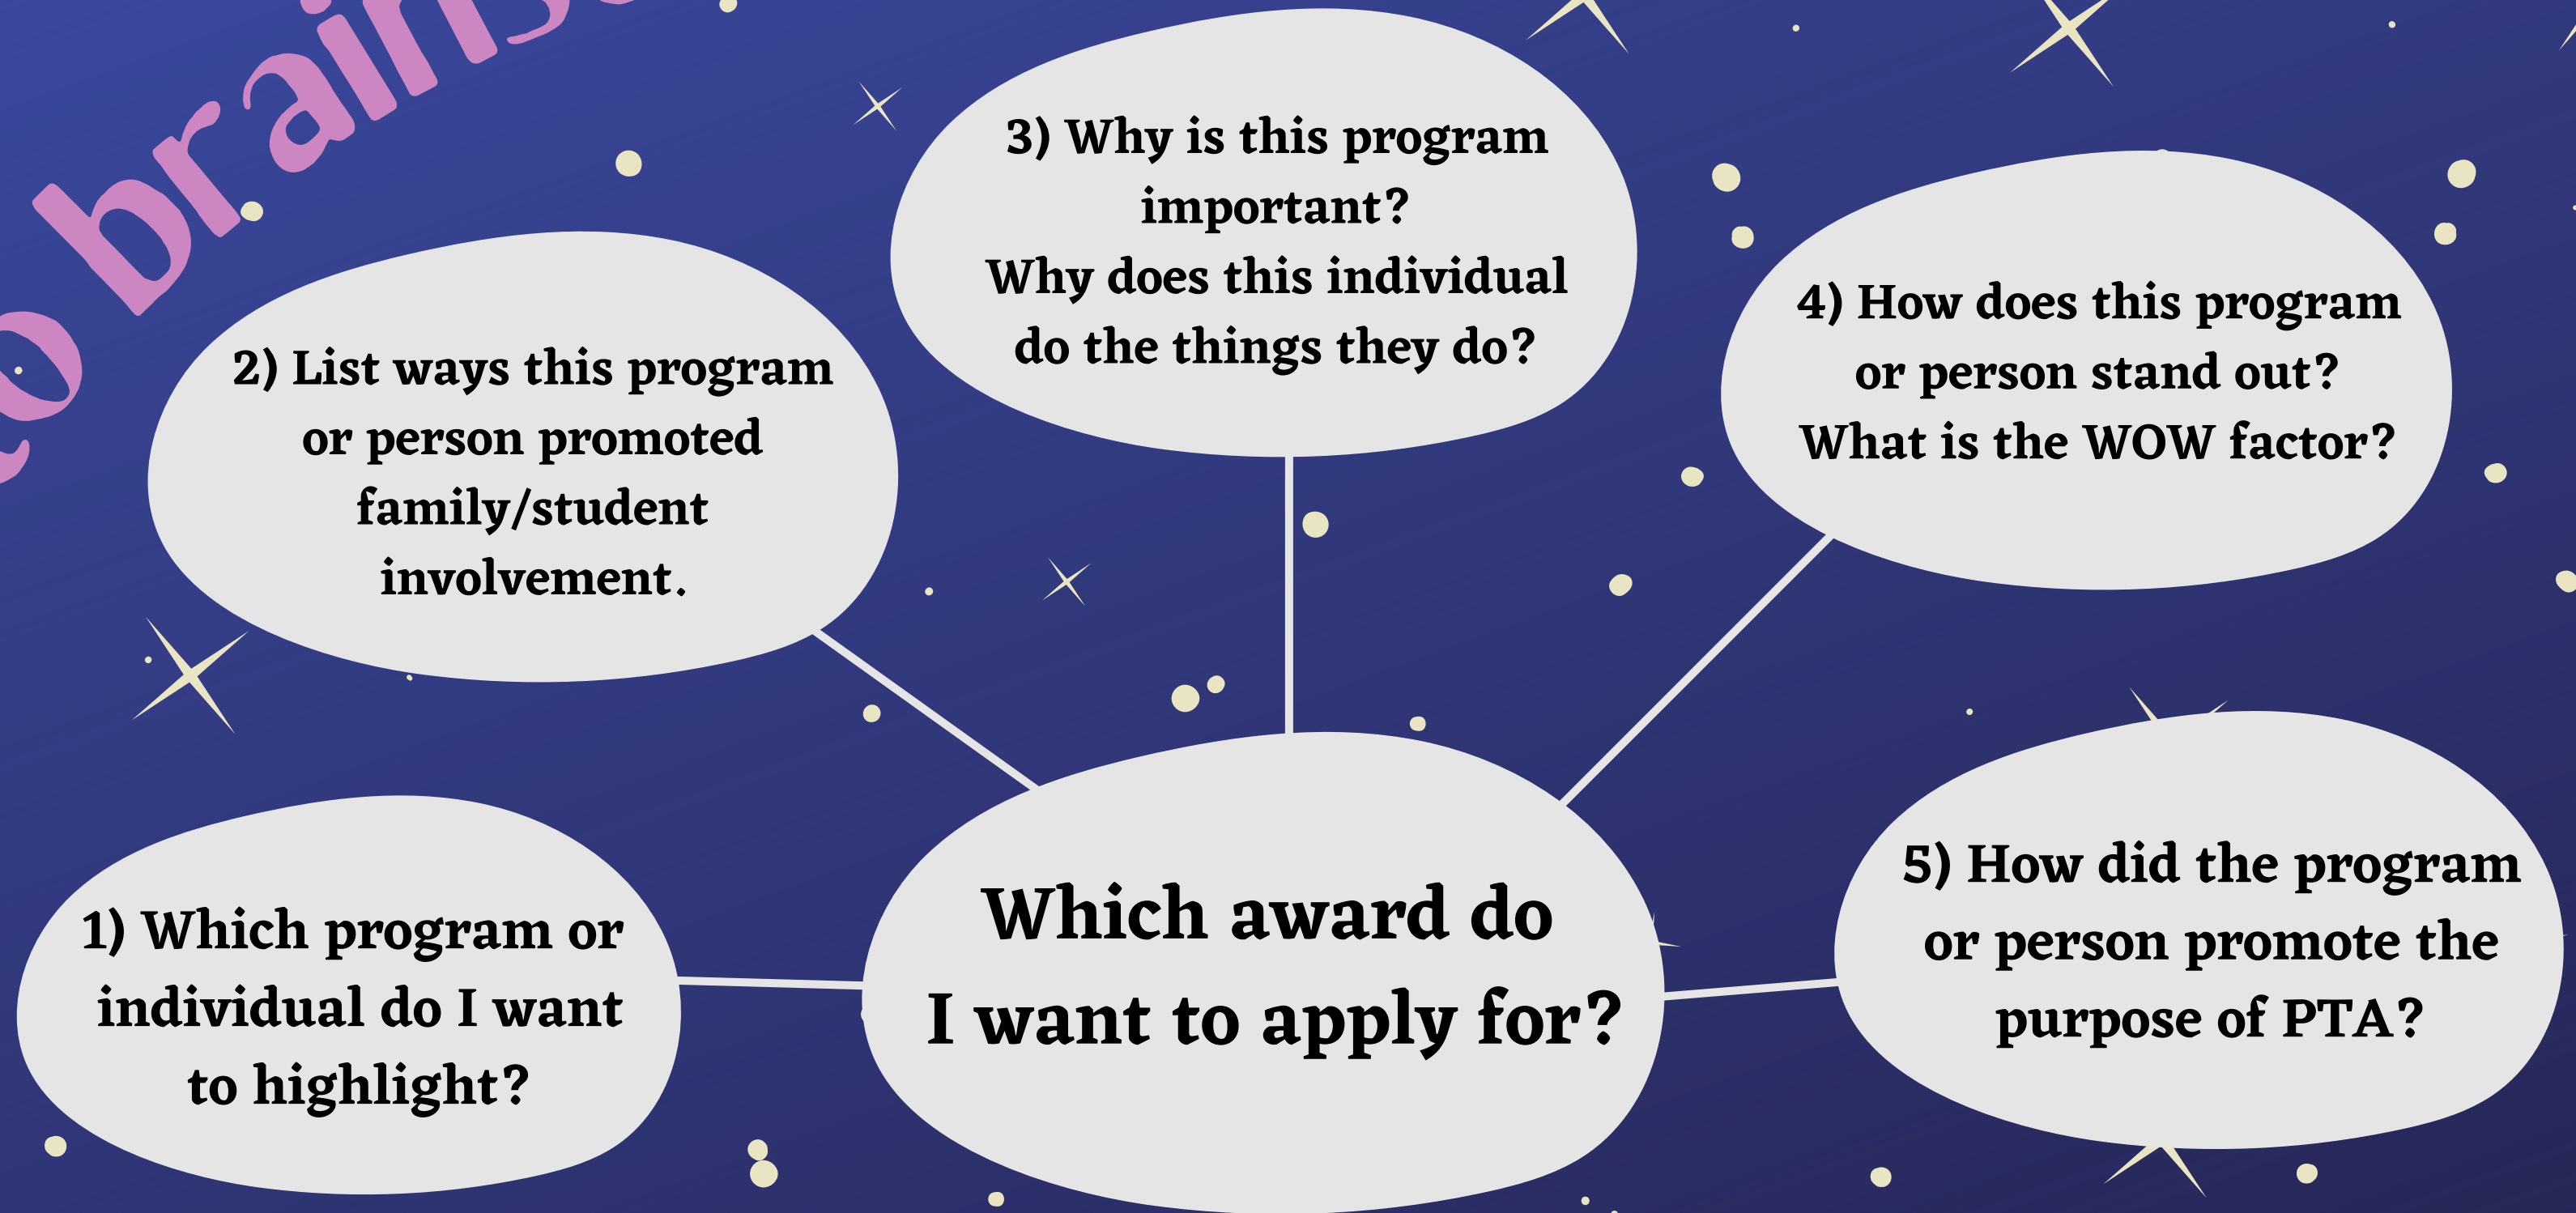 brains
3) Why is this program
important?
Why does this individual
do the things they do?
4) How does this program
or person stand out?
What is the WOW factor?
2) List ways this program
or person promoted
family/student
involvement.
1) Which program or
individual do I want
to highlight?
Which award do
I want to apply for?
5) How did the program
or person promote the
purpose of PTA?